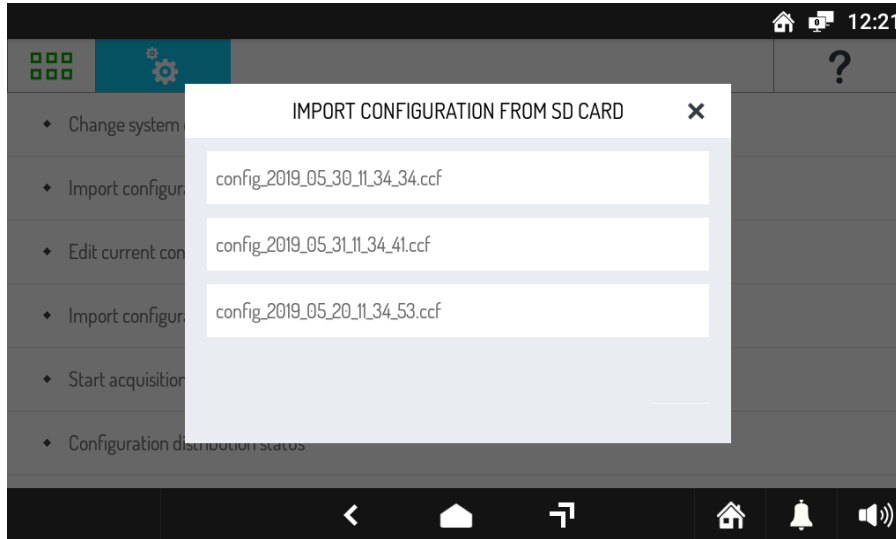 12:21
?
IMPORT CONFIGURATION FROM SD CARD
config_2019_05_30_11_34_34.ccf
config_2019_05_31_11_34_41.ccf
config_2019_05_20_11_34_53.ccf
Change system
Import configur
Edit current con
Import configur
Start acquisition
Configuration distribution status